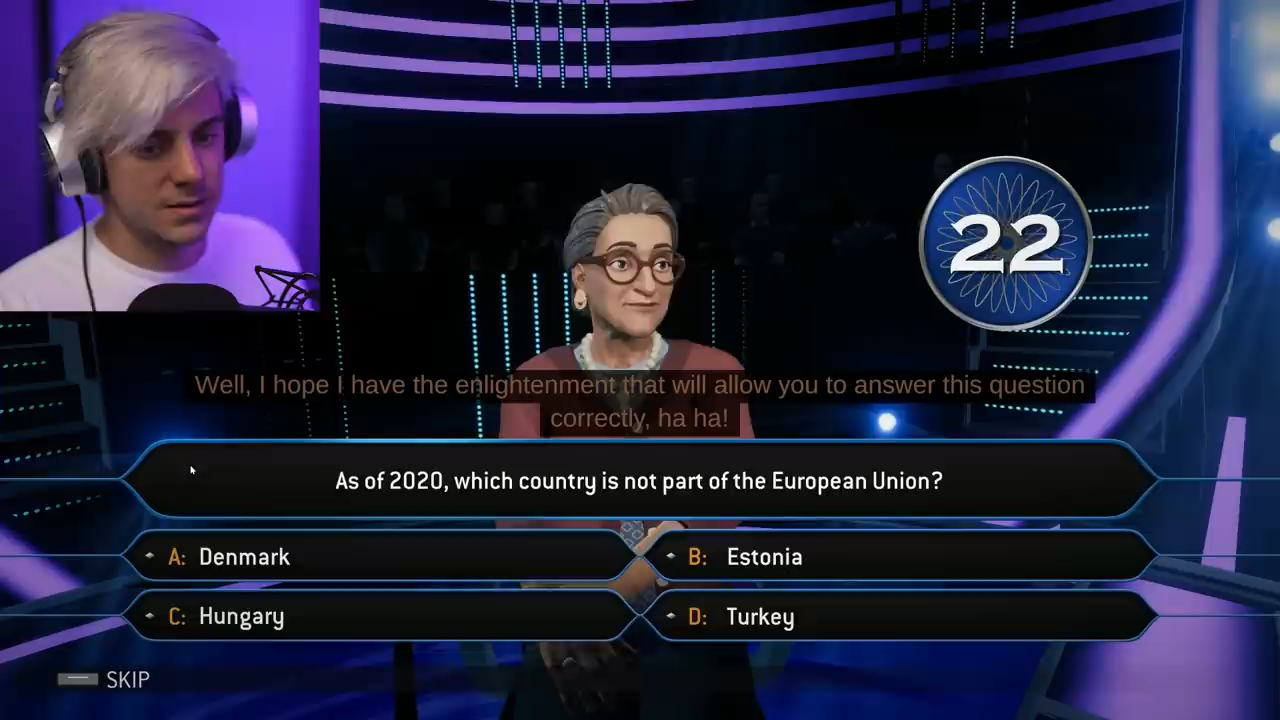 22
Well, I hope I have the enlightenment that will allow you to answer this question
correctly, ha ha!
As of 2020, which country is not part of the European Union?
A: Denmark
B: Estonia
C: Hungary
D: Turkey
SKIP